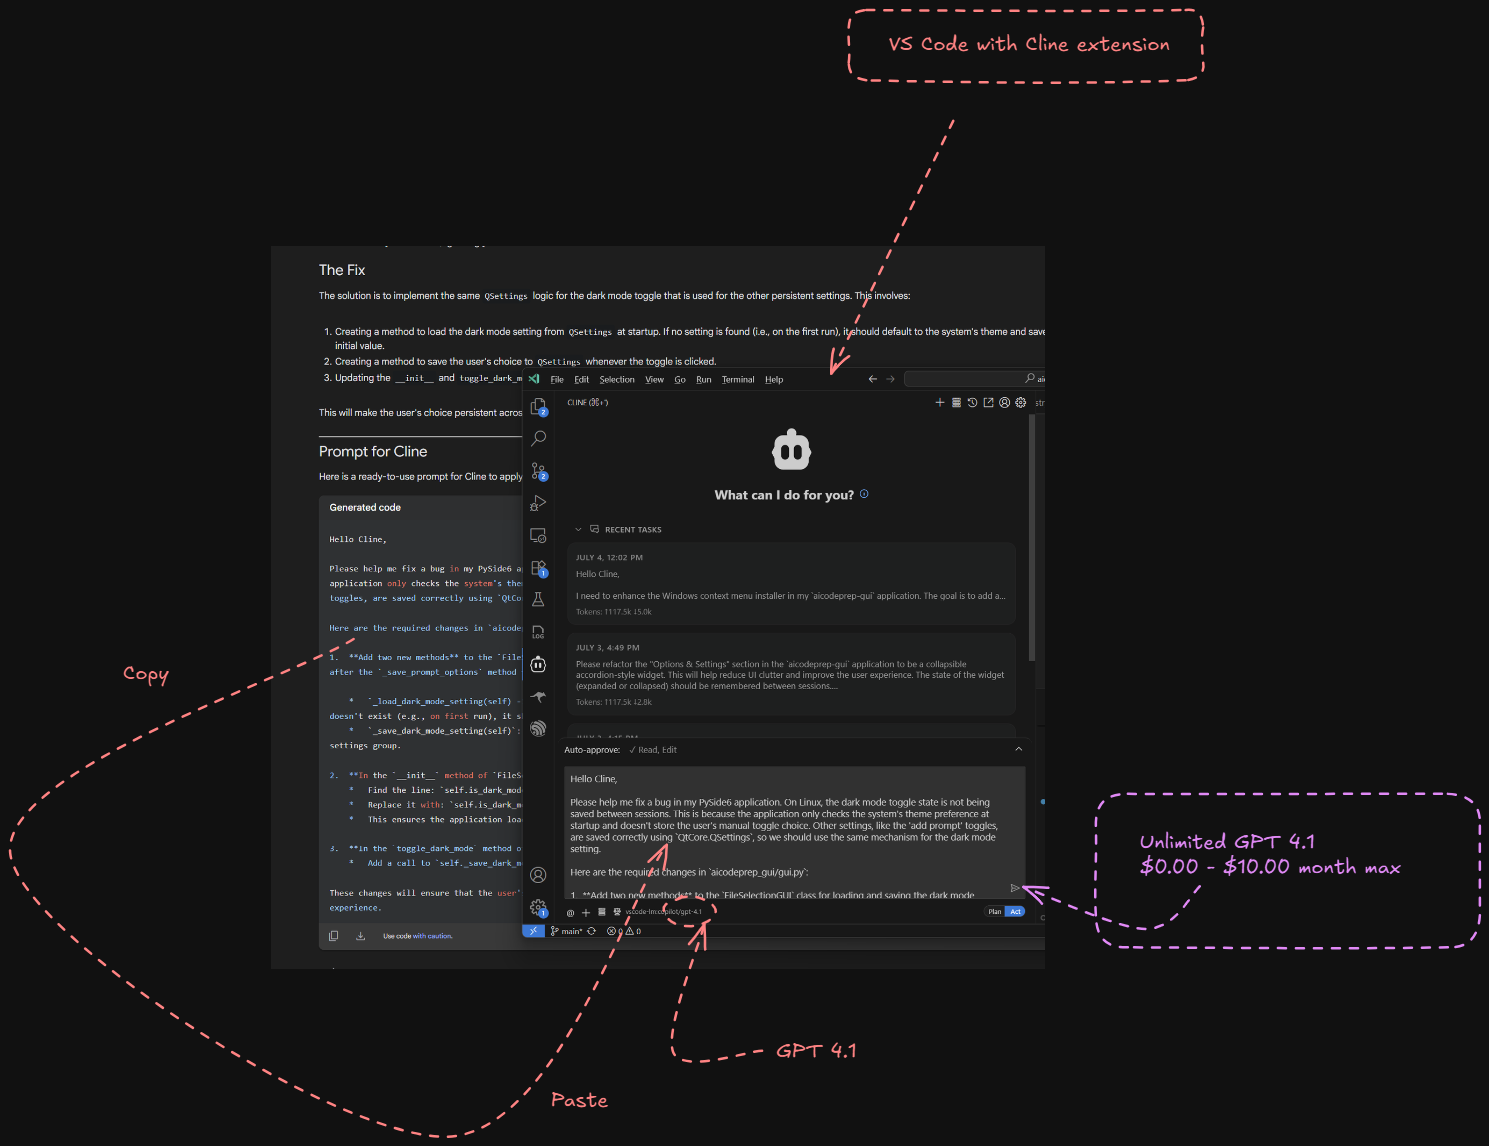 VS Code with Cline extension
The Fix
The solution is to implement the same QSettings logic for the dark mode toggle that is used for the other persistent settings. This involves:
1. Creating a method to load the dark mode setting from QSettings at startup. If no setting is found (i.e., on the first run), it should default to the system's theme and save
initial value.
2. Creating a method to save the user's choice to QSettings whenever the toggle is clicked.
3. Updating the __init__ and toggle_dark_m
This will make the user's choice persistent acros
Prompt for Cline
Here is a ready-to-use prompt for Cline to apply
Generated code
Hello Cline,
Please help me fix a bug in my PySide6 a
application only checks the system's the
toggles, are saved correctly using `QtCo
Here are the required changes in `aicode
1. **Add two new methods** to the `File
after the `_save_prompt_options` method
* `_load_dark_mode_setting(self) -
doesn't exist (e.g., on first run), it s
* `_save_dark_mode_setting(self)`:
settings group.
2. **In the `__init__` method of `FileS
* Find the line: `self.is_dark_mod
* Replace it with: `self.is_dark_m
* This ensures the application loa
3. **In the `toggle_dark_mode` method o
* Add a call to `self._save_dark_m
These changes will ensure that the user'
experience.
Use code with caution.
File Edit Selection View Go Run Terminal Help
aic
CLINE (⌘+')
str
What can I do for you?
RECENT TASKS
JULY 4, 12:02 PM
Hello Cline,
I need to enhance the Windows context menu installer in my `aicodeprep-gui` application. The goal is to add a...
Tokens: ↑117.5k ↓5.0k
JULY 3, 4:49 PM
Please refactor the "Options & Settings" section in the `aicodeprep-gui` application to be a collapsible
accordion-style widget. This will help reduce UI clutter and improve the user experience. The state of the widget
(expanded or collapsed) should be remembered between sessions....
Tokens: ↑117.5k ↓2.8k
Auto-approve: ✓ Read, Edit
Hello Cline,
Please help me fix a bug in my PySide6 application. On Linux, the dark mode toggle state is not being
saved between sessions. This is because the application only checks the system's theme preference at
startup and doesn't store the user's manual toggle choice. Other settings, like the 'add prompt' toggles,
are saved correctly using `QtCore.QSettings`, so we should use the same mechanism for the dark mode
setting.
Here are the required changes in `aicodeprep_gui/gui.py`:
1. **Add two new methods** to the `FileSelectionGUI` class for loading and saving the dark mode
@ + vscode-lm:copilot/gpt-4.1
Plan Act
main* 0 0
2
2
1
LOG
1
Copy
Paste
GPT 4.1
Unlimited GPT 4.1
$0.00 - $10.00 month max